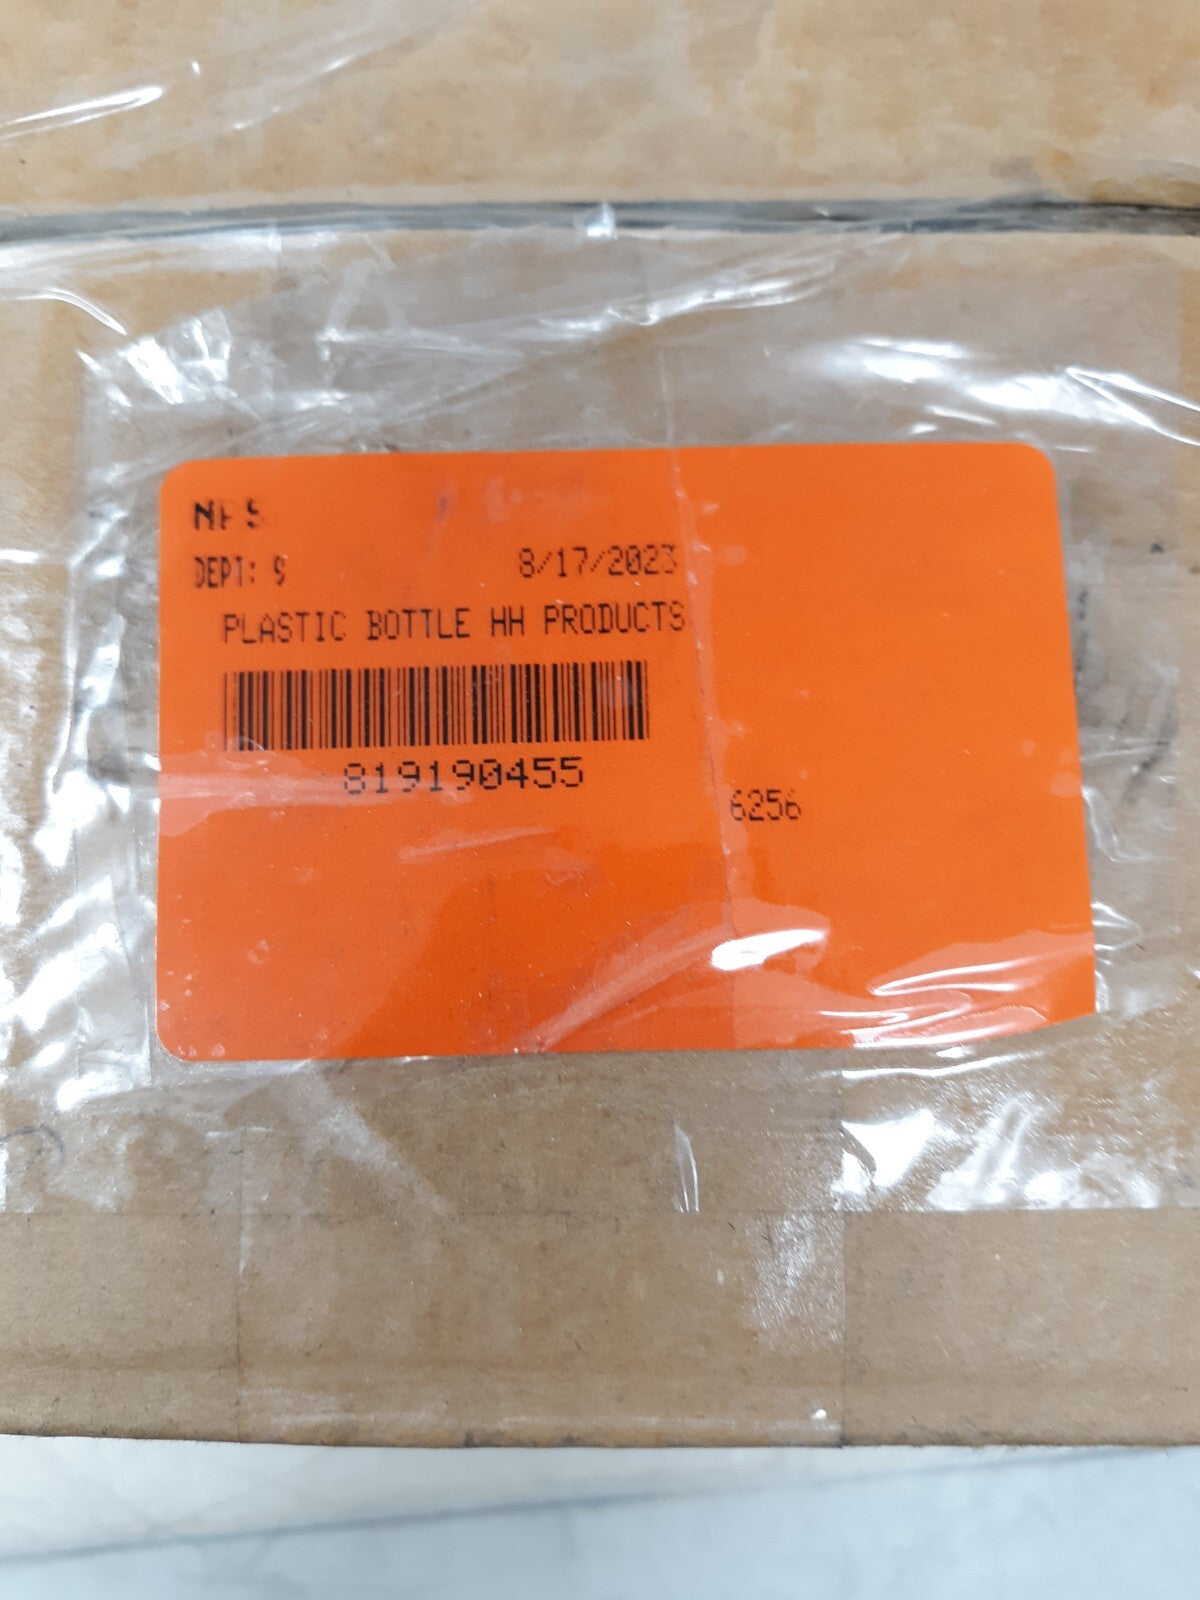 NFS
DEPT: 9
8/17/2023
PLASTIC BOTTLE HH PRODUCTS
819190455
6256